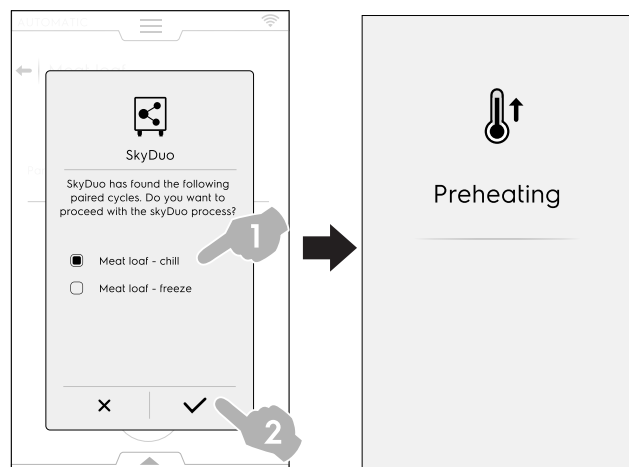 AUTOMATIC
SkyDuo
SkyDuo has found the following
paired cycles. Do you want to
proceed with the skyDuo process?
Meat loaf - chill
Meat loaf - freeze
1
2
Preheating